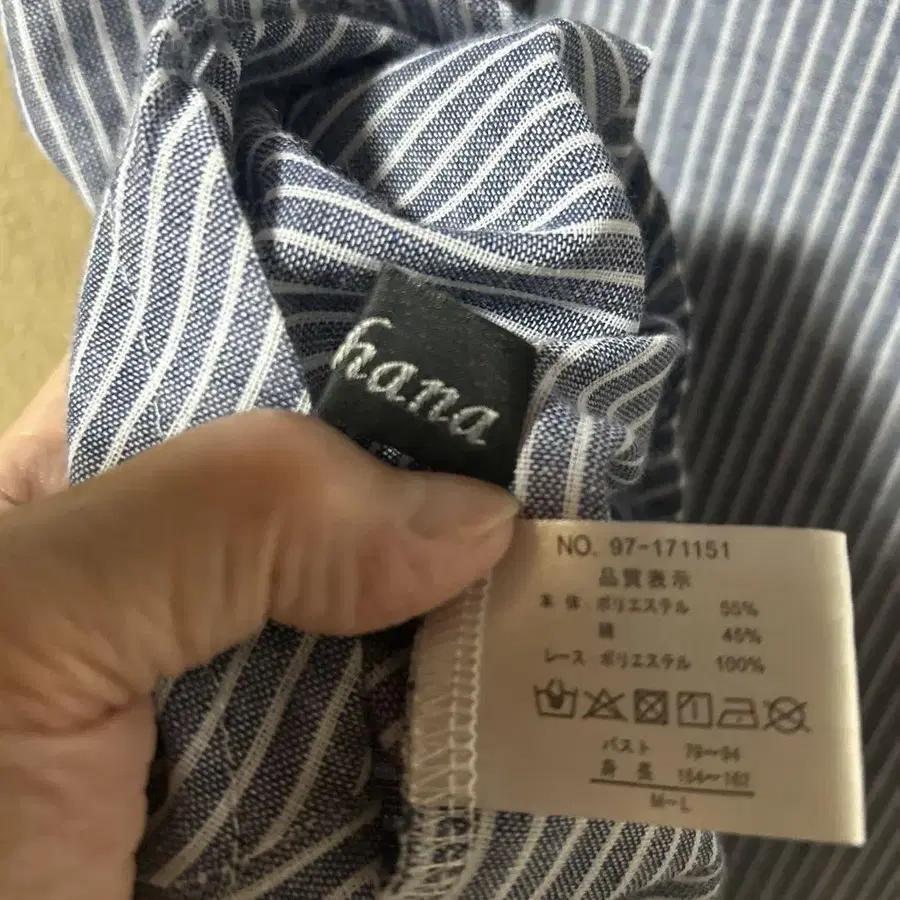 hana
NO. 97-171151
品質表示
本体 ポリエステル 55%
綿 45%
レース ポリエステル 100%
バスト 79～94
身長 154～162
M～L